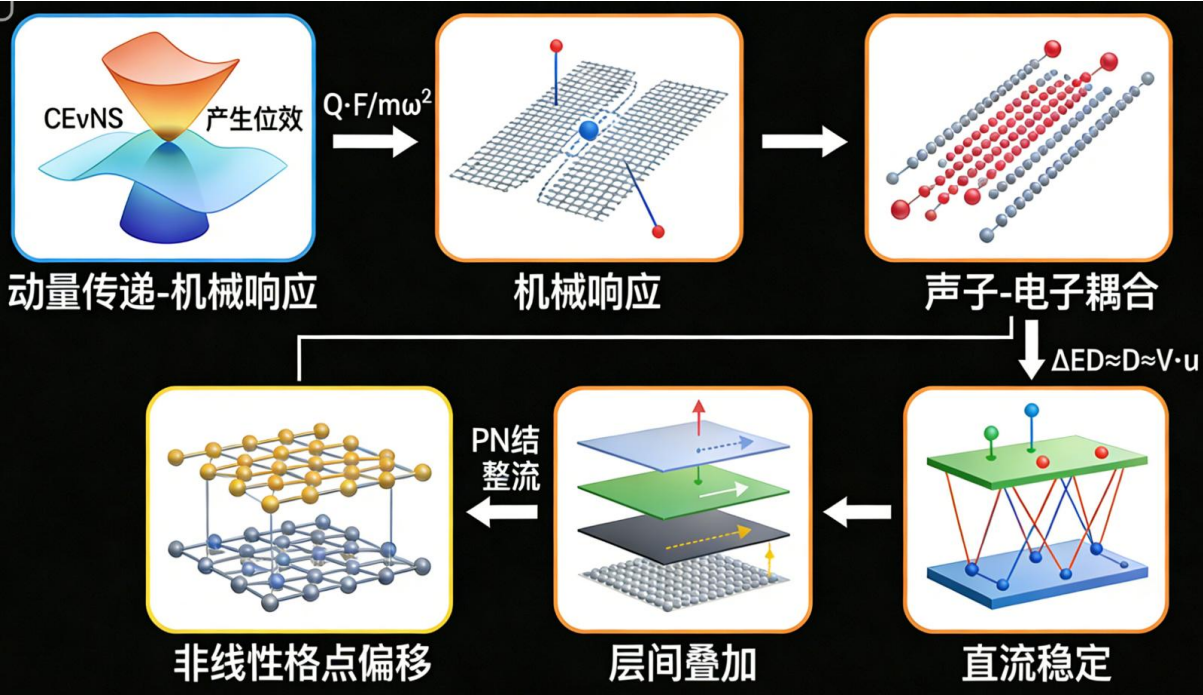 CEνNS
产生位效
Q·F/mω²
动量传递-机械响应
机械响应
声子-电子耦合
ΔED≈D≈V·u
PN结
整流
非线性格点偏移
层间叠加
直流稳定